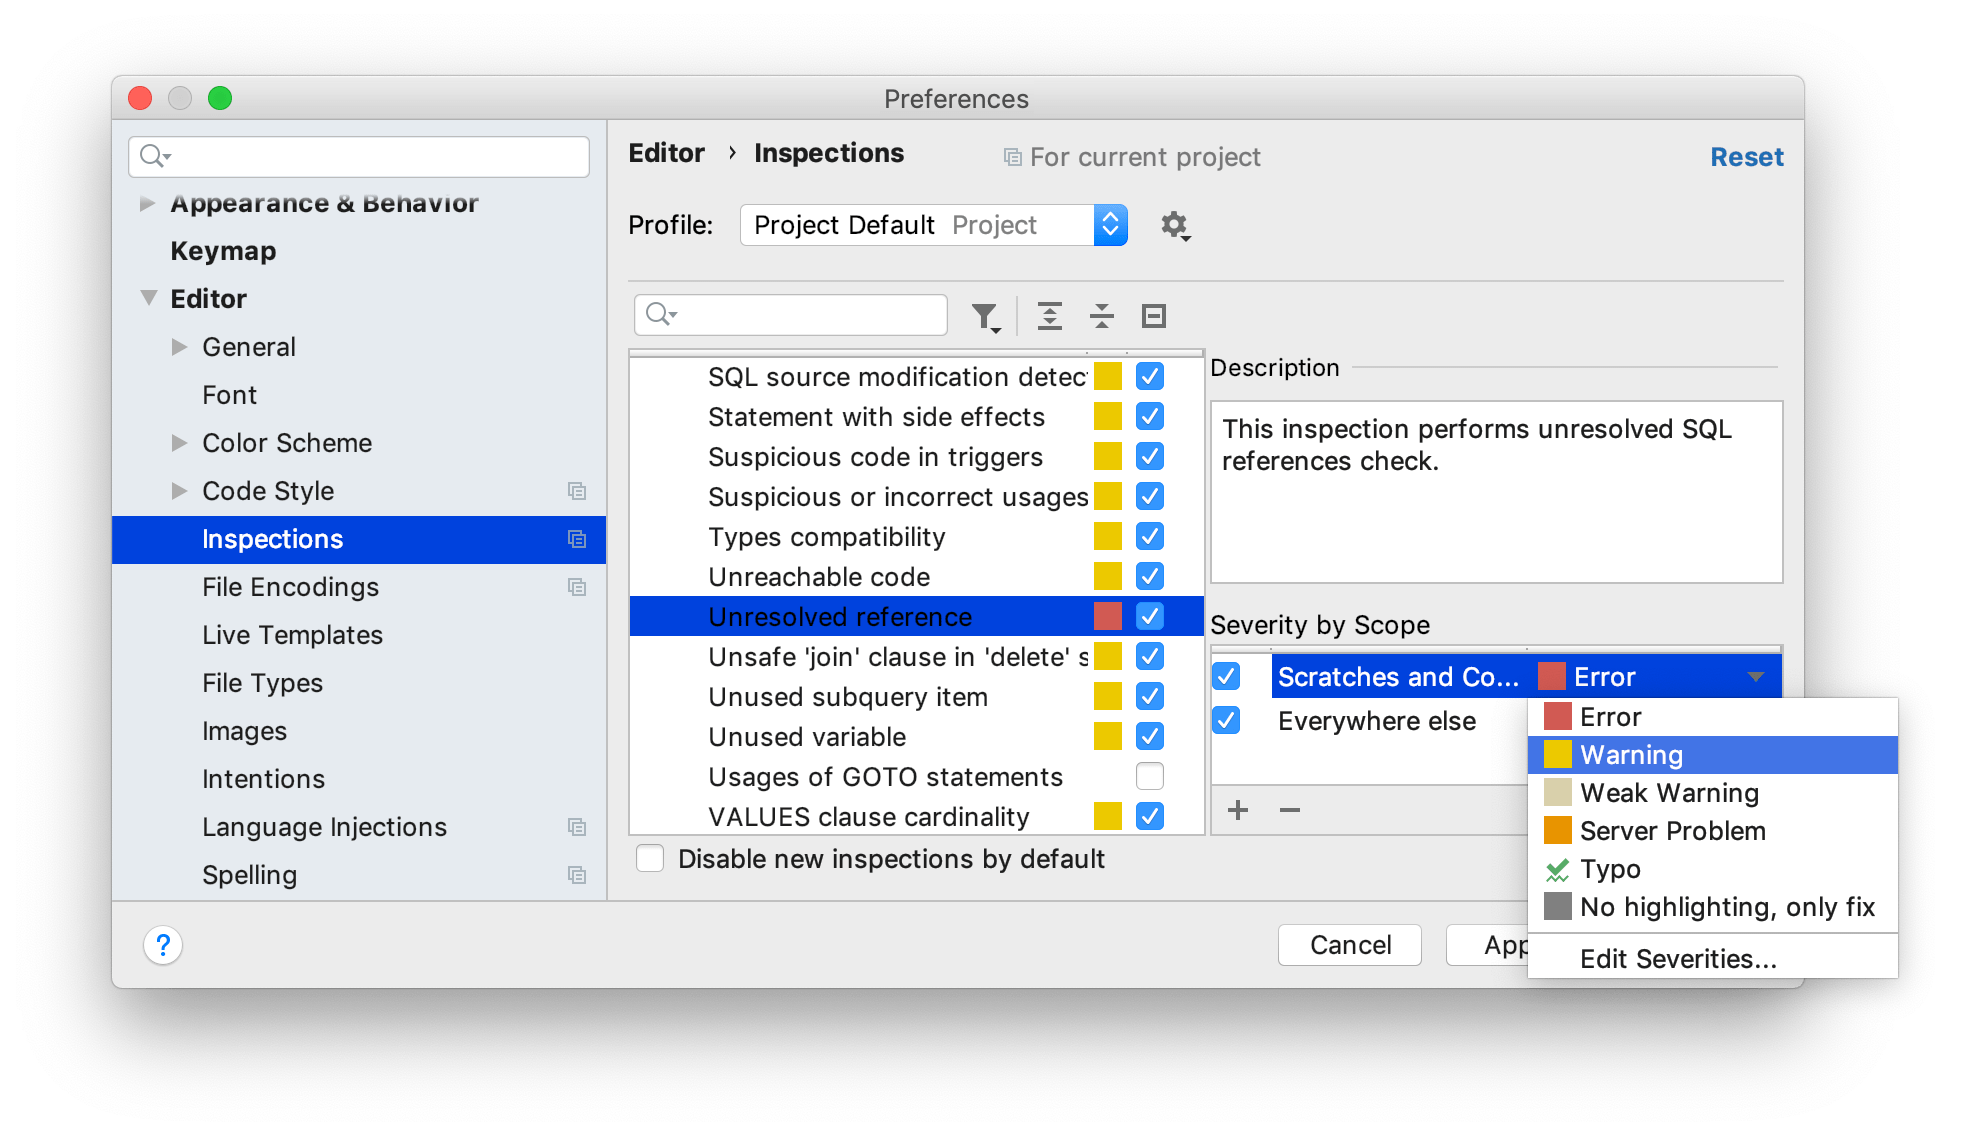 Preferences
Appearance & Behavior
Keymap
Editor
General
Font
Color Scheme
Code Style
Inspections
File Encodings
Live Templates
File Types
Images
Intentions
Language Injections
Spelling
?
Editor › Inspections
For current project
Reset
Profile: Project Default Project
SQL source modification detec
Statement with side effects
Suspicious code in triggers
Suspicious or incorrect usages
Types compatibility
Unreachable code
Unresolved reference
Unsafe 'join' clause in 'delete' s
Unused subquery item
Unused variable
Usages of GOTO statements
VALUES clause cardinality
Disable new inspections by default
Description
This inspection performs unresolved SQL
references check.
Severity by Scope
Scratches and Co... Error
Everywhere else
Error
Warning
Weak Warning
Server Problem
Typo
No highlighting, only fix
Edit Severities...
Cancel
App